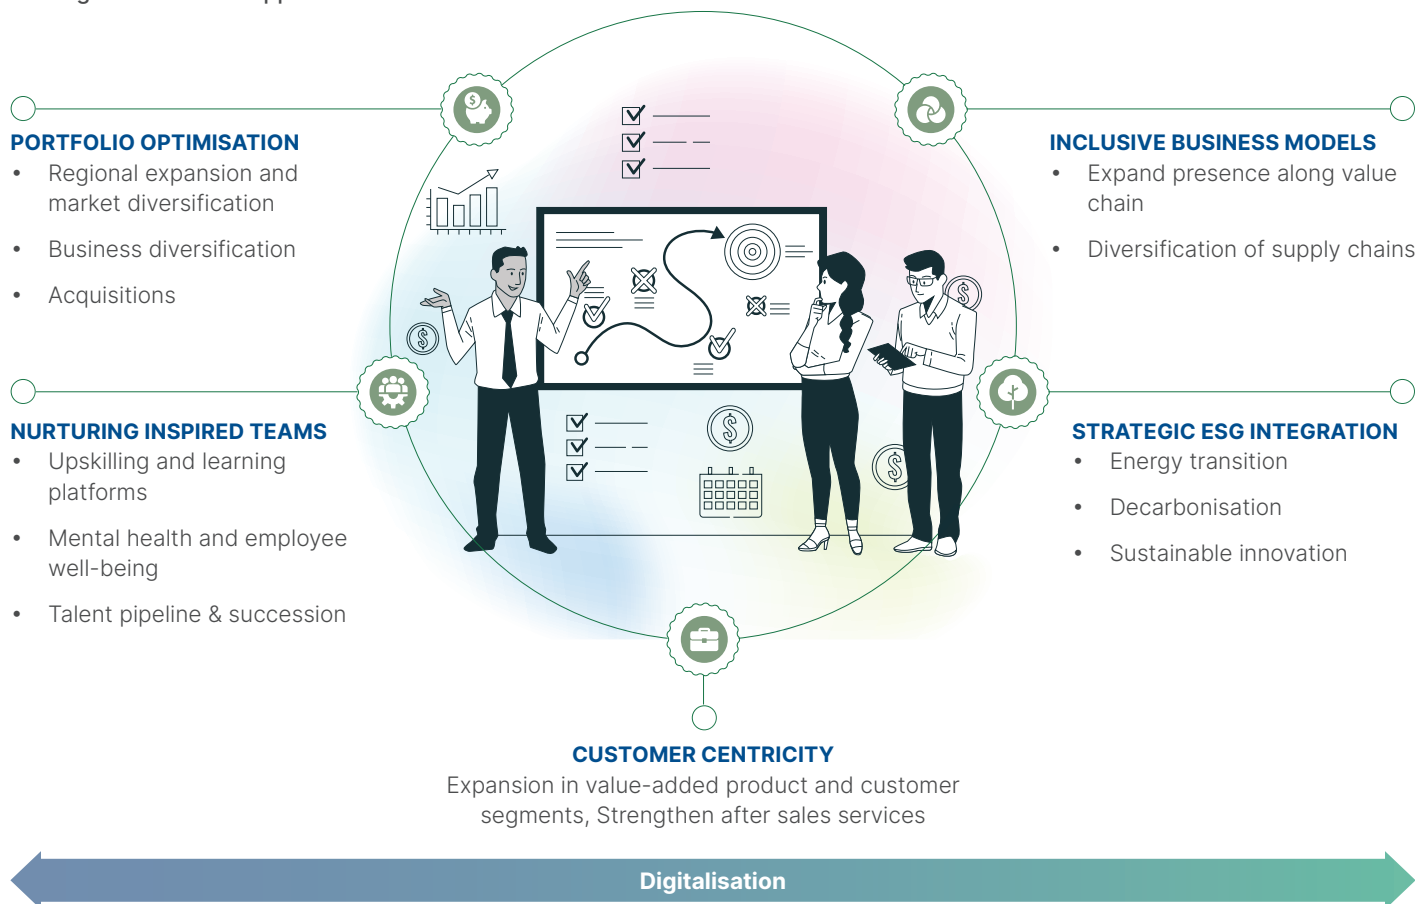 PORTFOLIO OPTIMISATION
• Regional expansion and
market diversification
• Business diversification
• Acquisitions
INCLUSIVE BUSINESS MODELS
• Expand presence along value
chain
• Diversification of supply chains
NURTURING INSPIRED TEAMS
• Upskilling and learning
platforms
• Mental health and employee
well-being
• Talent pipeline & succession
STRATEGIC ESG INTEGRATION
• Energy transition
• Decarbonisation
• Sustainable innovation
CUSTOMER CENTRICITY
Expansion in value-added product and customer
segments, Strengthen after sales services
Digitalisation